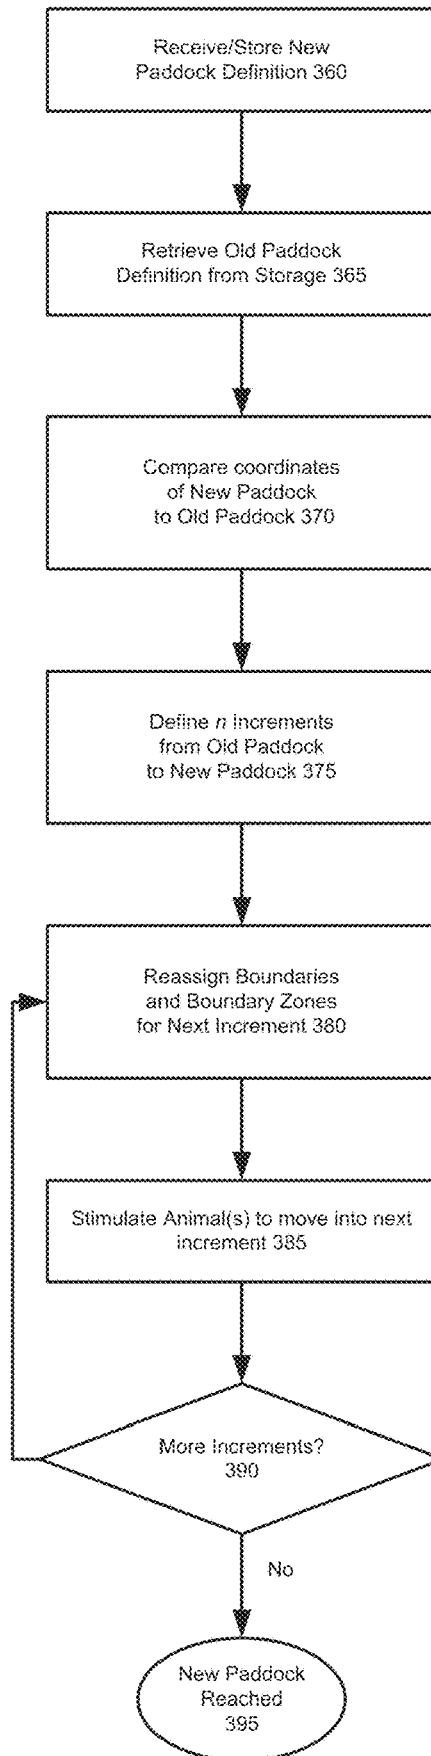 Receive/Store New
Paddock Definition 360
Retrieve Old Paddock
Definition from Storage 365
Compare coordinates
of New Paddock
to Old Paddock 370
Define n increments
from Old Paddock
to New Paddock 375
Reassign Boundaries
and Boundary Zones
for Next Increment 380
Stimulate Animal(s) to move into next
increment 385
More Increments?
390
No
New Paddock
Reached
395